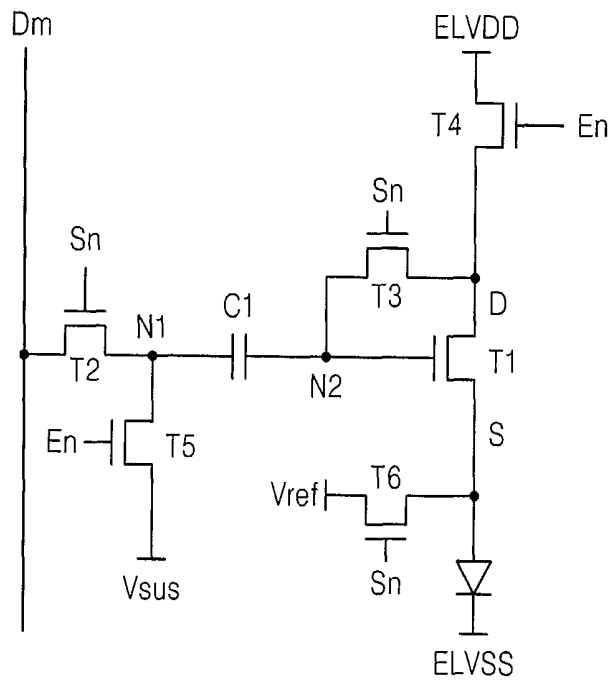 Dm
ELVDD
T4
En
Sn
Sn
T3
D
N1
C1
T2
N2
T1
En
T5
S
T6
Vref
Sn
Vsus
ELVSS